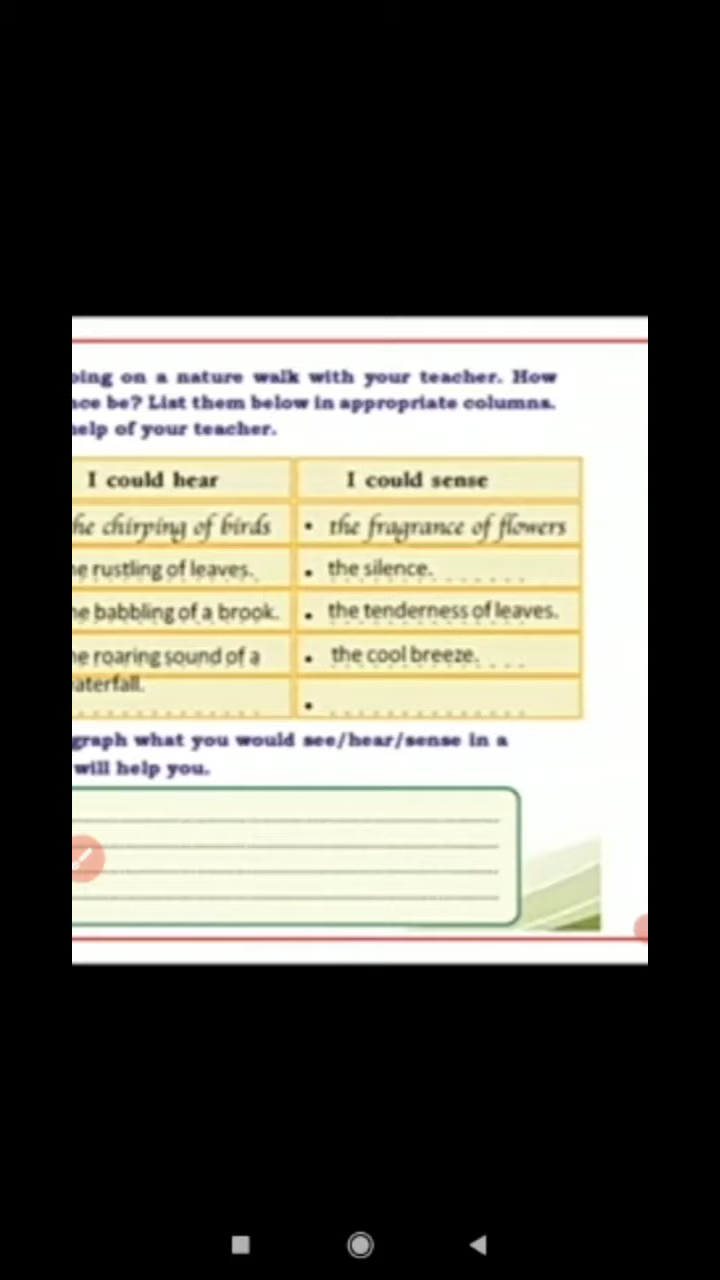 oing on a nature walk with your teacher. How
nce be? List them below in appropriate columns.
help of your teacher.
I could hear
I could sense
he chirping of birds
• the fragrance of flowers
he rustling of leaves.
• the silence.
he babbling of a brook.
• the tenderness of leaves.
he roaring sound of a
aterfall.
• the cool breeze.
•
graph what you would see/hear/sense in a
will help you.